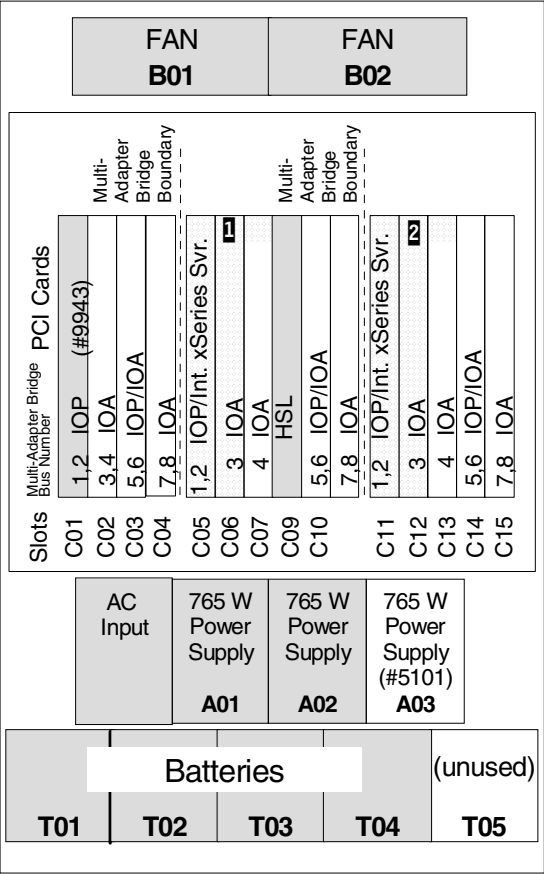 FAN
B01
FAN
B02
Multi-
Adapter
Bridge
Boundary
Multi-
Adapter
Bridge
Boundary
Slots
Multi-Adapter Bridge
Bus Number
PCI Cards
C01 1,2 IOP (#9943)
C02 3,4 IOA
C03 5,6 IOP/IOA
C04 7,8 IOA
C05 1,2 IOP/Int. xSeries Svr.
C06 3 IOA 1
C07 4 IOA
C09 HSL
C10 5,6 IOP/IOA
7,8 IOA
C11 1,2 IOP/Int. xSeries Svr.
C12 3 IOA 2
C13 4 IOA
C14 5,6 IOP/IOA
C15 7,8 IOA
AC
Input
765 W
Power
Supply
A01
765 W
Power
Supply
A02
765 W
Power
Supply
(#5101)
A03
Batteries
(unused)
T01
T02
T03
T04
T05